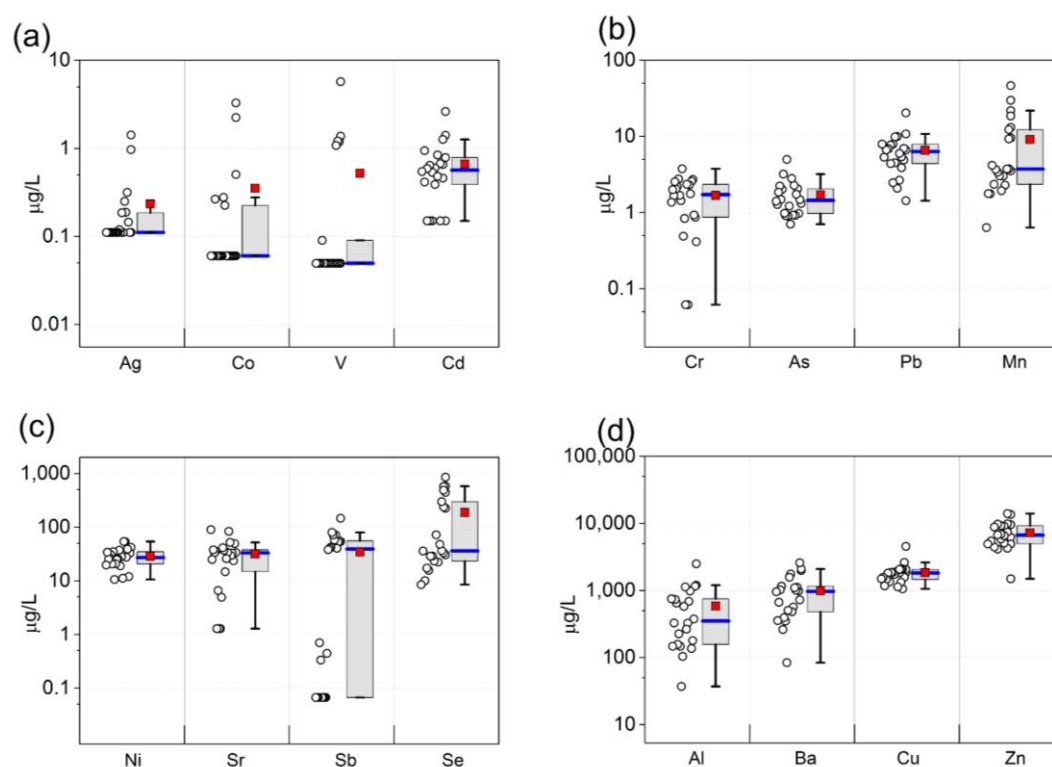 (a)
10
1
0.1
0.01
µg/L
Ag Co V Cd
(b)
100
10
1
0.1
µg/L
Cr As Pb Mn
(c)
1,000
100
10
1
0.1
µg/L
Ni Sr Sb Se
(d)
100,000
10,000
1,000
100
10
µg/L
Al Ba Cu Zn